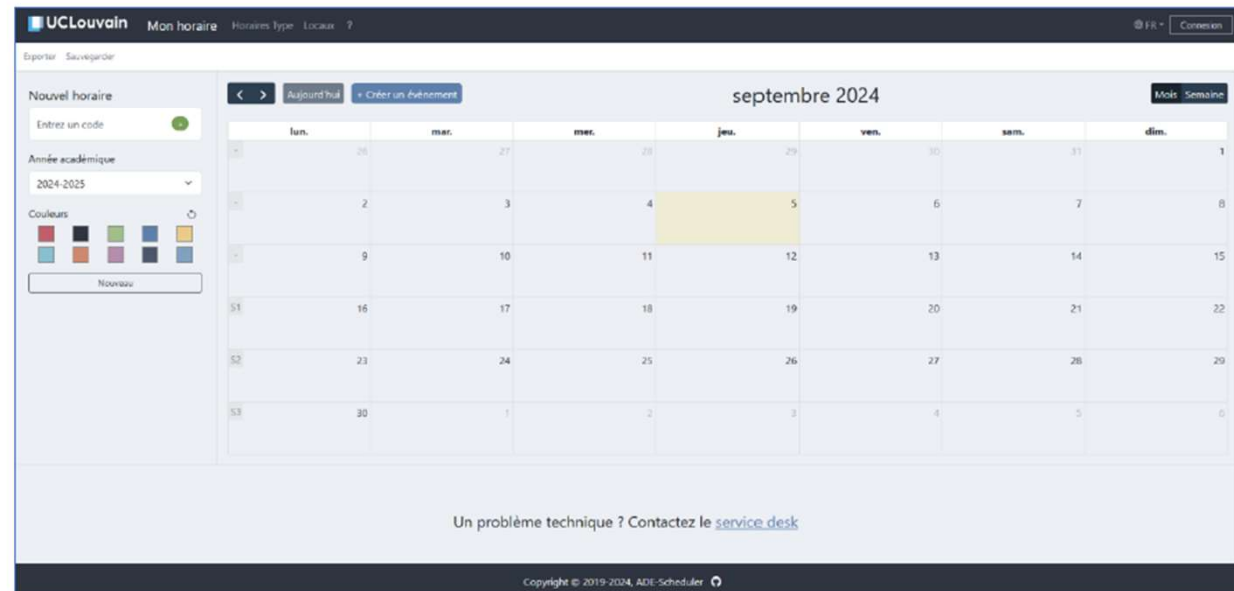 UCLouvain Mon horaire Horaires Type Locaux ? FR Connexion
Exporter Sauvegarder
Nouvel horaire
Entrez un code
Année académique
2024-2025
Couleurs
Nouveau
< > Aujourd'hui + Créer un événement septembre 2024 Mois Semaine
lun. mar. mer. jeu. ven. sam. dim.
- 26 27 28 29 30 31 1
- 2 3 4 5 6 7 8
- 9 10 11 12 13 14 15
S1 16 17 18 19 20 21 22
S2 23 24 25 26 27 28 29
S3 30 1 2 3 4 5 6
Un problème technique ? Contactez le service desk
Copyright © 2019-2024, ADE-Scheduler